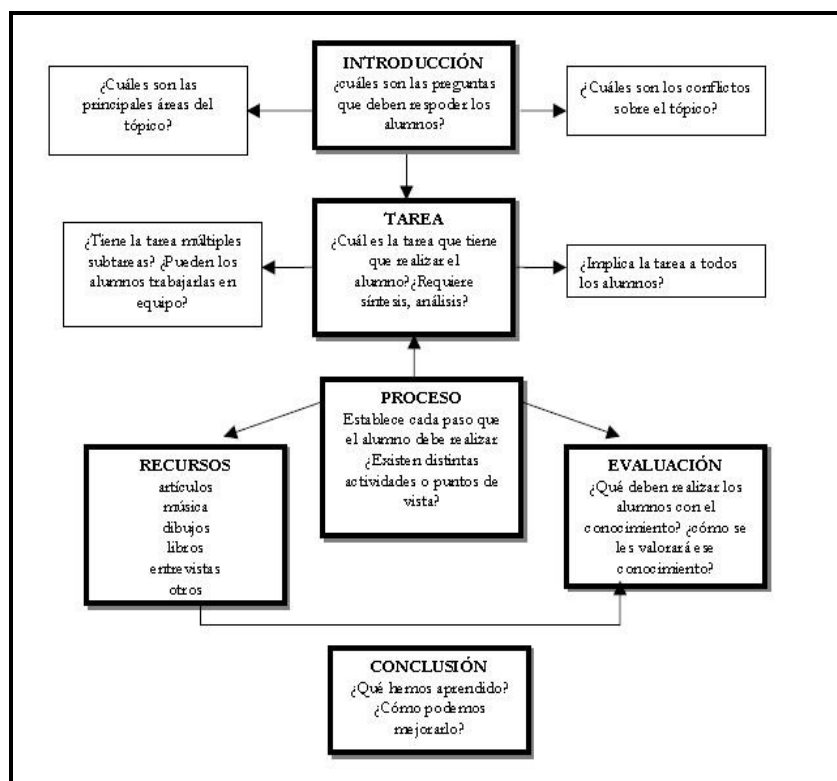 INTRODUCCIÓN
¿cuáles son las preguntas
que deben respoder los
alumnos?
¿Cuáles son las
principales áreas del
tópico?
¿Cuáles son los conflictos
sobre el tópico?
TAREA
¿Cuál es la tarea que tiene
que realizar el
alumno?¿Requiere
síntesis, análisis?
¿Tiene la tarea múltiples
subtareas? ¿Pueden los
alumnos trabajarlas en
equipo?
¿Implica la tarea a todos
los alumnos?
PROCESO
Establece cada paso que
el alumno debe realizar
¿Existen distintas
actividades o puntos de
vista?
RECURSOS
artículos
música
dibujos
libros
entrevistas
otros
EVALUACIÓN
¿Qué deben realizar los
alumnos con el
conocimiento? ¿cómo se
les valorará ese
conocimiento?
CONCLUSIÓN
¿Qué hemos aprendido?
¿Cómo podemos
mejorarlo?